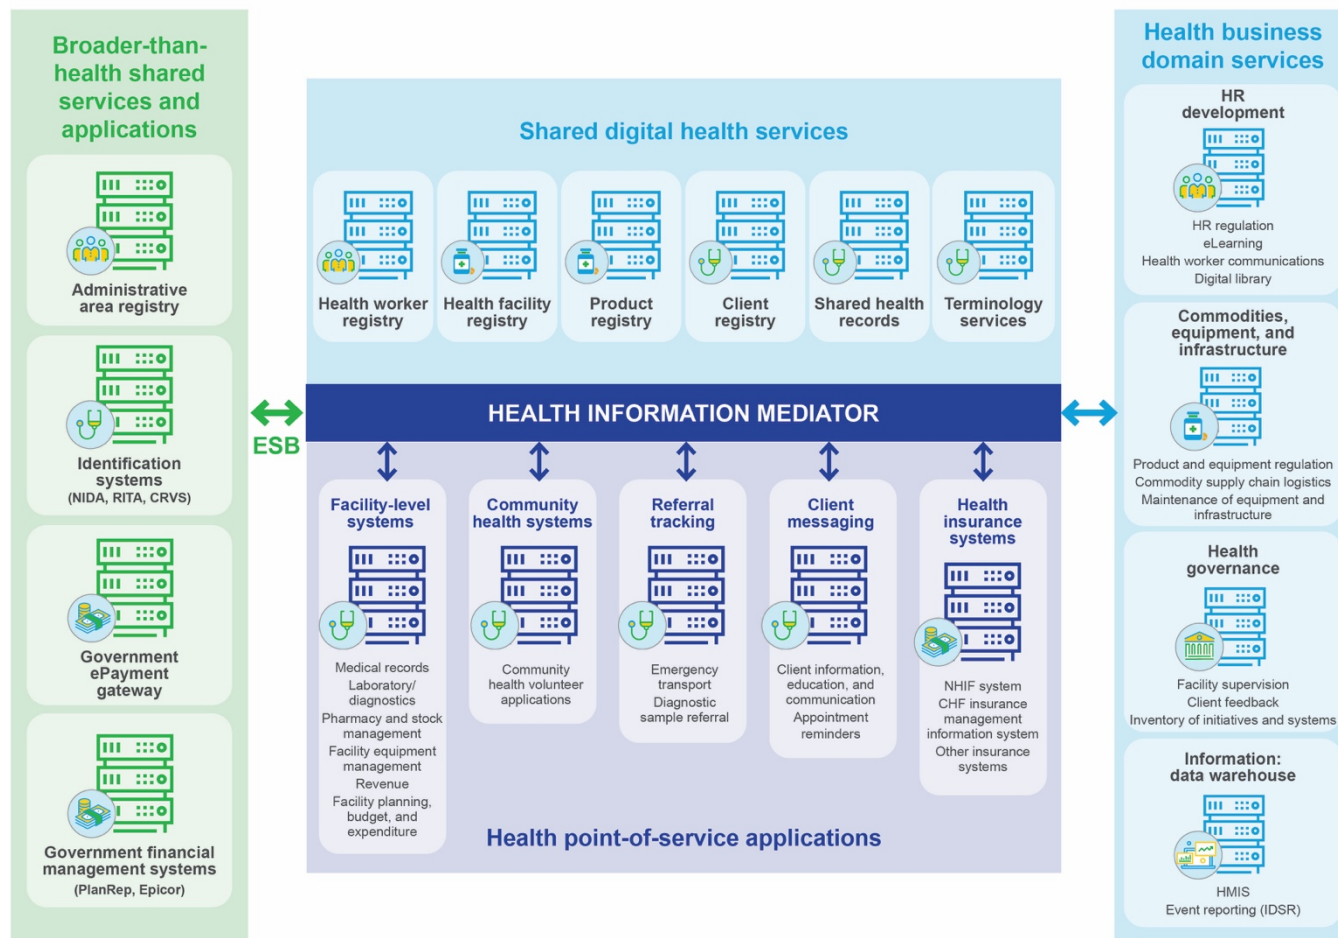 Broader-than-
health shared
services and
applications
Administrative
area registry
Identification
systems
(NIDA, RITA, CRVS)
Government
ePayment
gateway
Government financial
management systems
(PlanRep, Epicor)
ESB
Shared digital health services
Health worker
registry
Health facility
registry
Product
registry
Client
registry
Shared health
records
Terminology
services
HEALTH INFORMATION MEDIATOR
Facility-level
systems
Medical records
Laboratory/
diagnostics
Pharmacy and stock
management
Facility equipment
management
Revenue
Facility planning,
budget, and
expenditure
Community
health systems
Community
health volunteer
applications
Referral
tracking
Emergency
transport
Diagnostic
sample referral
Client
messaging
Client information,
education, and
communication
Appointment
reminders
Health
insurance
systems
NHIF system
CHF insurance
management
information system
Other insurance
systems
Health point-of-service applications
Health business
domain services
HR
development
HR regulation
eLearning
Health worker communications
Digital library
Commodities,
equipment, and
infrastructure
Product and equipment regulation
Commodity supply chain logistics
Maintenance of equipment and
infrastructure
Health
governance
Facility supervision
Client feedback
Inventory of initiatives and systems
Information:
data warehouse
HMIS
Event reporting (IDSR)